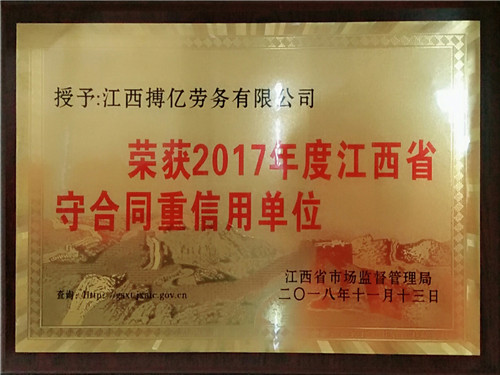 授予:江西搏亿劳务有限公司
荣获2017年度江西省
守合同重信用单位
江西省市场监督管理局
二〇一八年十一月十三日
查询: